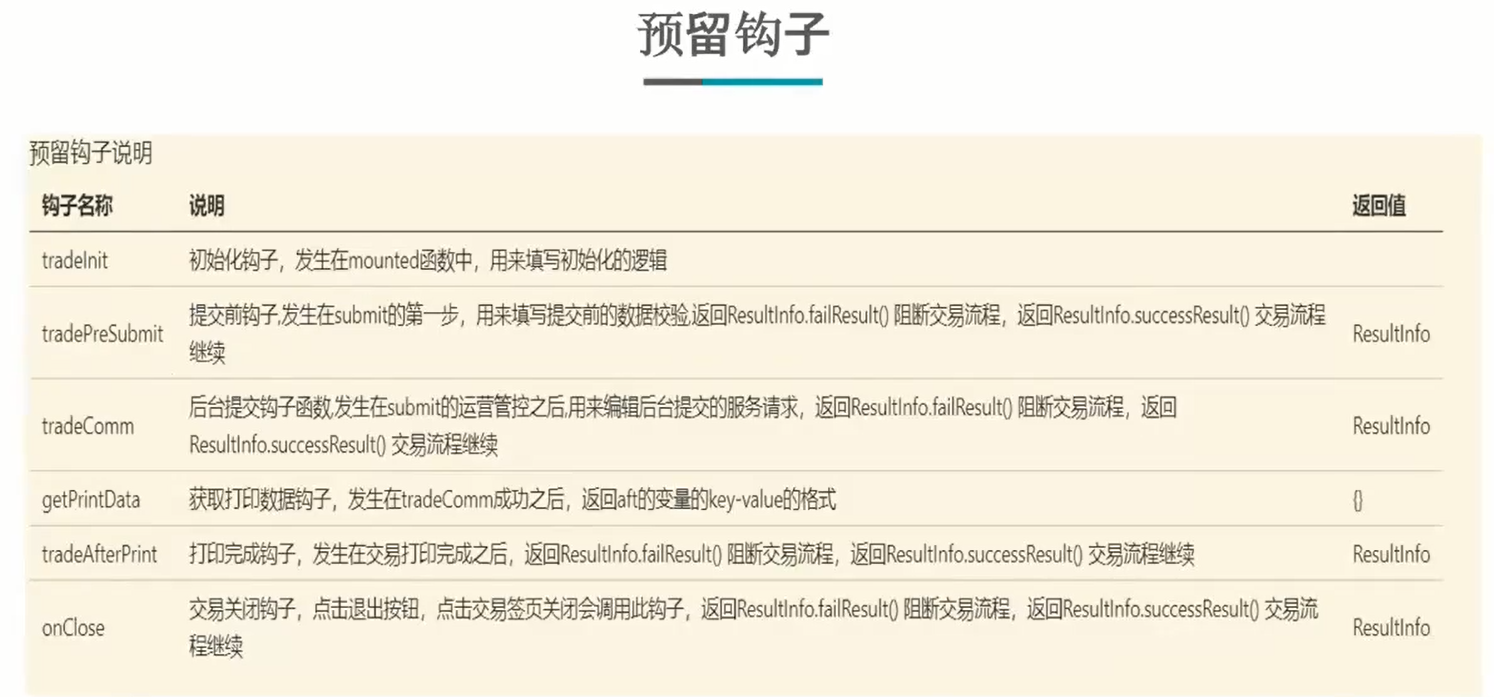 预留钩子
预留钩子说明
钩子名称 说明 返回值
tradeInit 初始化钩子，发生在mounted函数中，用来填写初始化的逻辑
tradePreSubmit 提交前钩子,发生在submit的第一步，用来填写提交前的数据校验,返回ResultInfo.failResult() 阻断交易流程，返回ResultInfo.successResult() 交易流程
继续 ResultInfo
tradeComm 后台提交钩子函数,发生在submit的运营管控之后,用来编辑后台提交的服务请求，返回ResultInfo.failResult() 阻断交易流程，返回
ResultInfo.successResult() 交易流程继续 ResultInfo
getPrintData 获取打印数据钩子，发生在tradeComm成功之后，返回aft的变量的key-value的格式 {}
tradeAfterPrint 打印完成钩子，发生在交易打印完成之后，返回ResultInfo.failResult() 阻断交易流程，返回ResultInfo.successResult() 交易流程继续 ResultInfo
onClose 交易关闭钩子，点击退出按钮，点击交易签页关闭会调用此钩子，返回ResultInfo.failResult() 阻断交易流程，返回ResultInfo.successResult() 交易流
程继续 ResultInfo